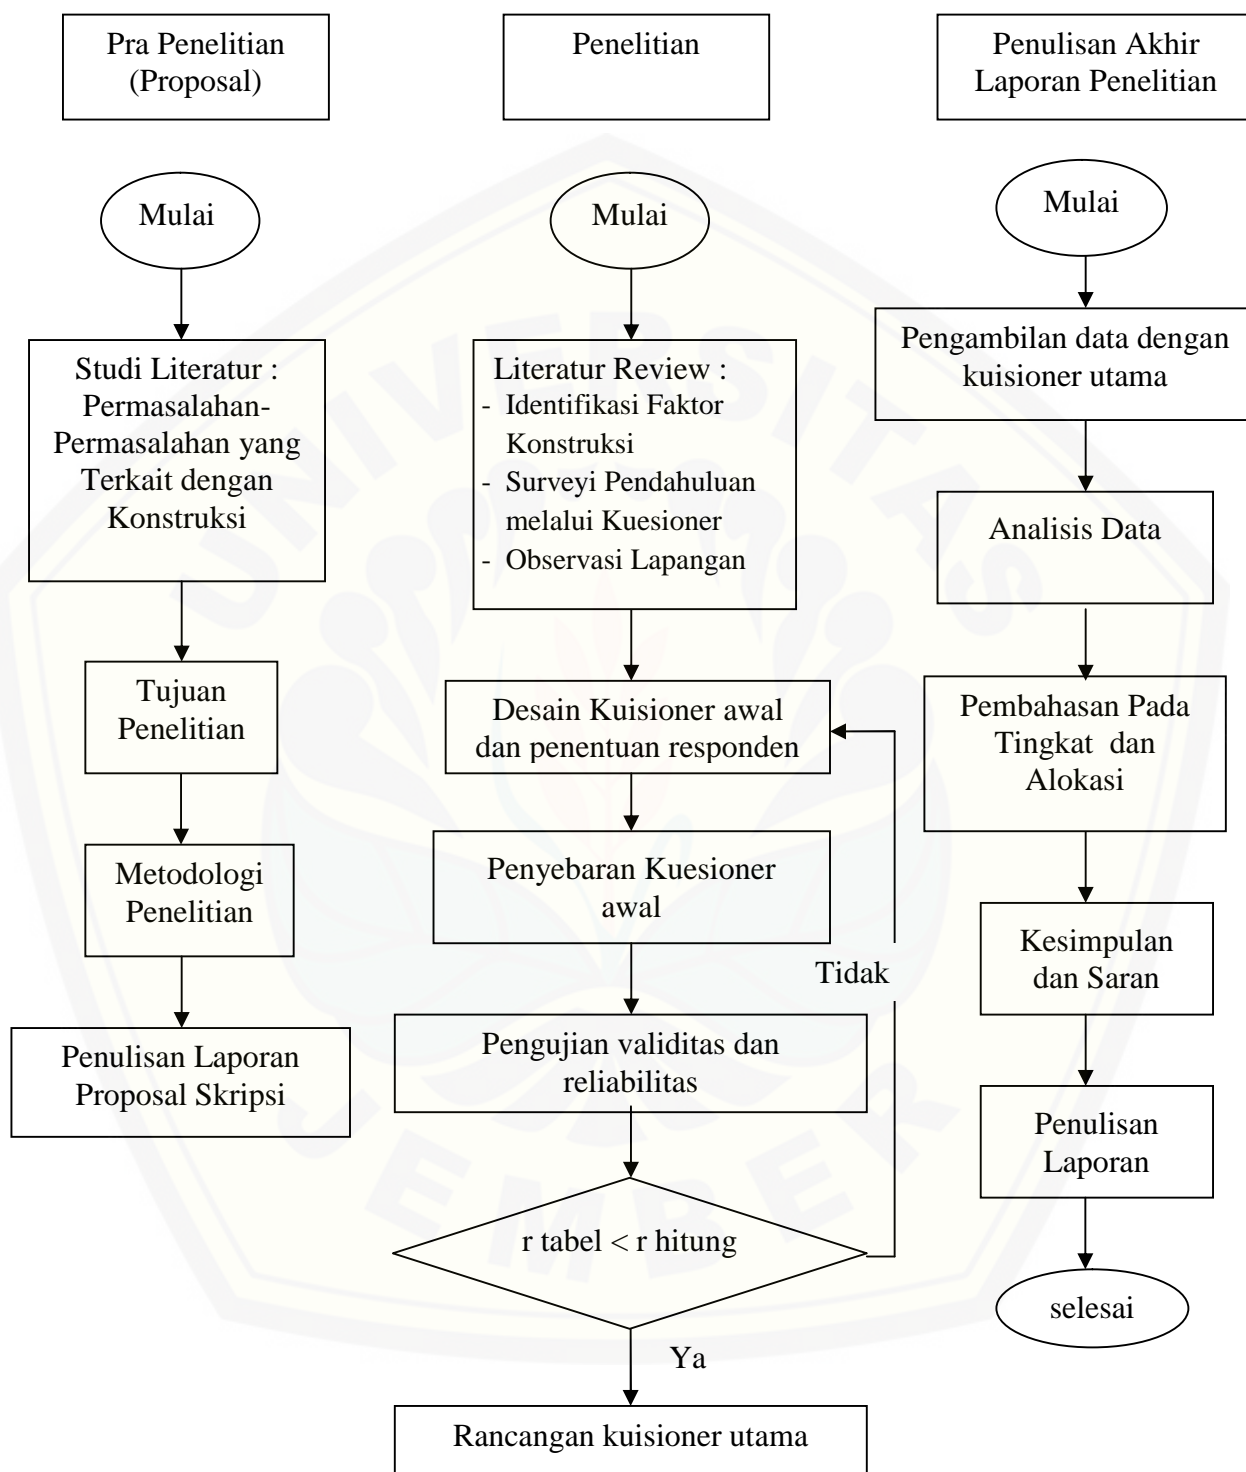 Pra Penelitian
(Proposal)
Mulai
Studi Literatur :
Permasalahan-
Permasalahan yang
Terkait dengan
Konstruksi
Tujuan
Penelitian
Metodologi
Penelitian
Penulisan Laporan
Proposal Skripsi
Penelitian
Mulai
Literatur Review :
- Identifikasi Faktor
Konstruksi
- Surveyi Pendahuluan
melalui Kuesioner
- Observasi Lapangan
Desain Kuisioner awal
dan penentuan responden
Penyebaran Kuesioner
awal
Pengujian validitas dan
reliabilitas
r tabel < r hitung
Tidak
Ya
Rancangan kuisioner utama
Penulisan Akhir
Laporan Penelitian
Mulai
Pengambilan data dengan
kuisioner utama
Analisis Data
Pembahasan Pada
Tingkat dan
Alokasi
Kesimpulan
dan Saran
Penulisan
Laporan
selesai
UNIVERSITAS
JEMBER